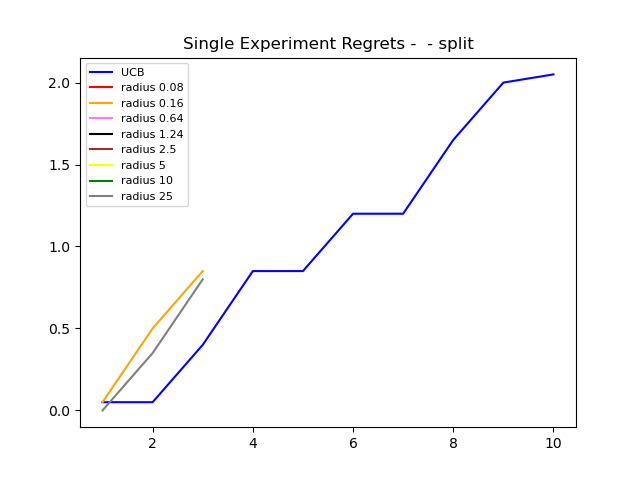 Single Experiment Regrets -  - split
UCB
radius 0.08
radius 0.16
radius 0.64
radius 1.24
radius 2.5
radius 5
radius 10
radius 25
2.0
1.5
1.0
0.5
0.0
2 4 6 8 10